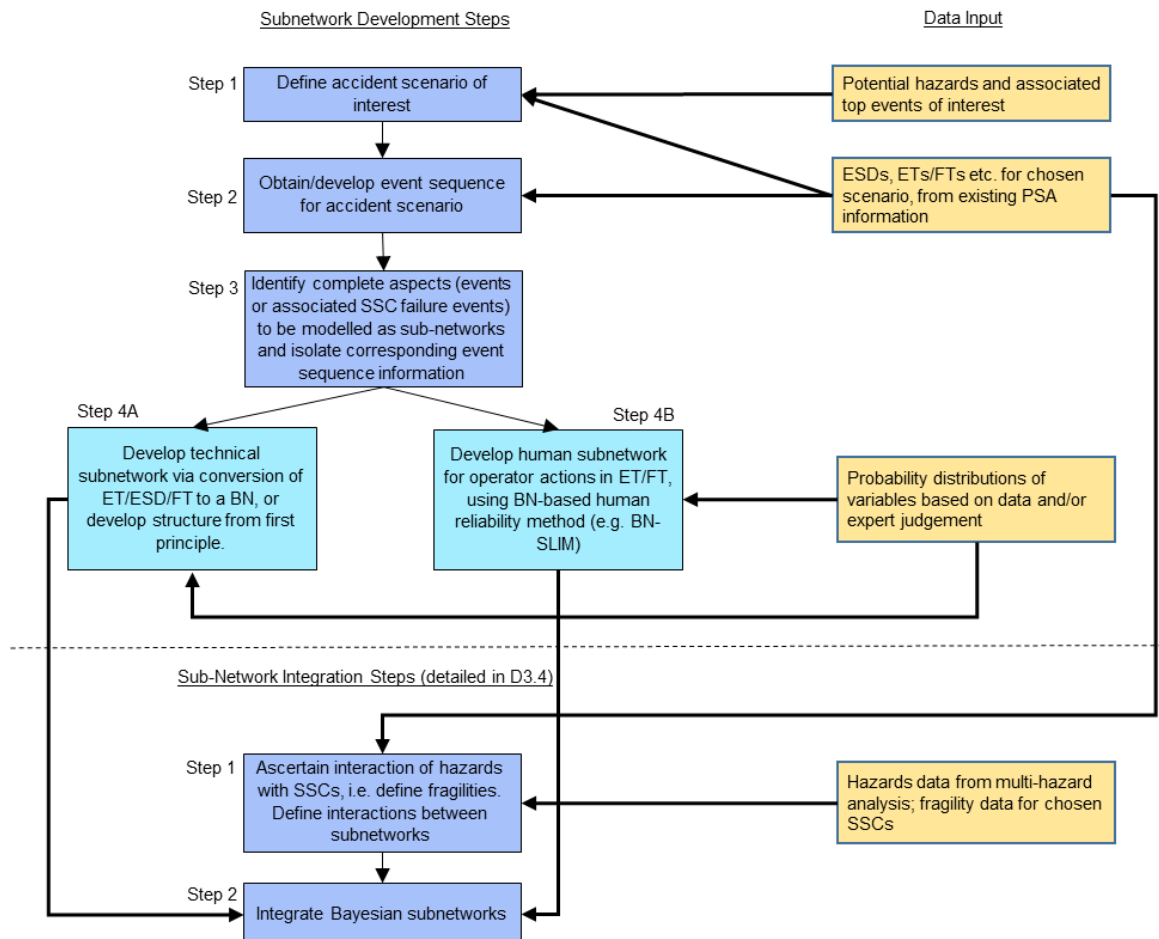 Subnetwork Development Steps
Data Input
Step 1
Define accident scenario of
interest
Potential hazards and associated
top events of interest
Step 2
Obtain/develop event sequence
for accident scenario
ESDs, ETs/FTs etc. for chosen
scenario, from existing PSA
information
Step 3
Identify complete aspects (events
or associated SSC failure events)
to be modelled as sub-networks
and isolate corresponding event
sequence information
Step 4A
Develop technical
subnetwork via conversion of
ET/ESD/FT to a BN, or
develop structure from first
principle.
Step 4B
Develop human subnetwork
for operator actions in ET/FT,
using BN-based human
reliability method (e.g. BN-
SLIM)
Probability distributions of
variables based on data and/or
expert judgement
Sub-Network Integration Steps (detailed in D3.4)
Step 1
Ascertain interaction of hazards
with SSCs, i.e. define fragilities.
Define interactions between
subnetworks
Hazards data from multi-hazard
analysis; fragility data for chosen
SSCs
Step 2
Integrate Bayesian subnetworks